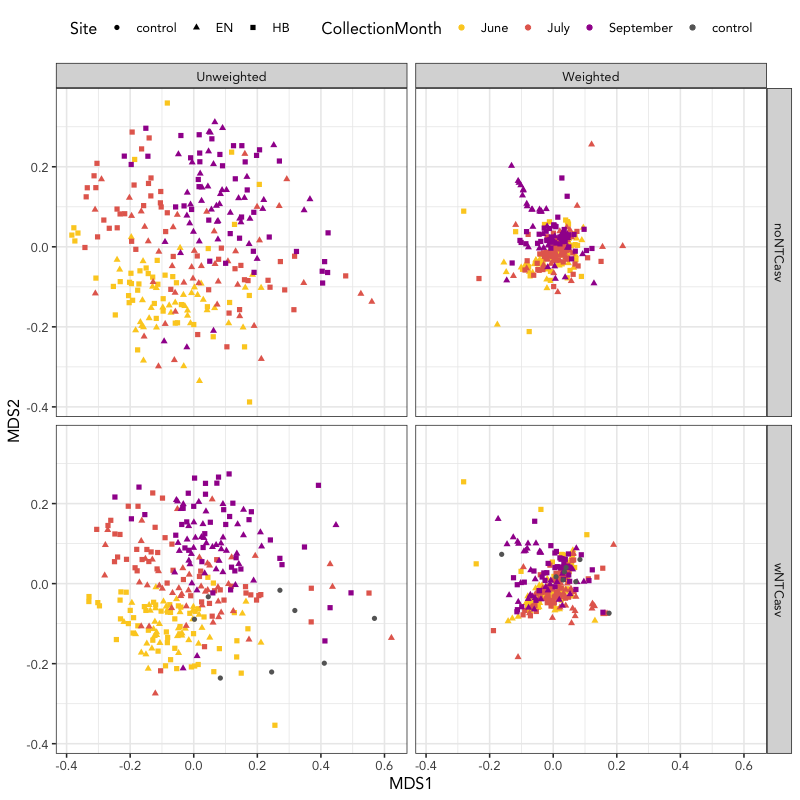 Site control EN HB CollectionMonth June July September control
Unweighted Weighted
0.2
0.0
-0.2
-0.4
noNTCasv
MDS2
0.2
0.0
-0.2
-0.4
wNTCasv
-0.4 -0.2 0.0 0.2 0.4 0.6 -0.4 -0.2 0.0 0.2 0.4 0.6
MDS1